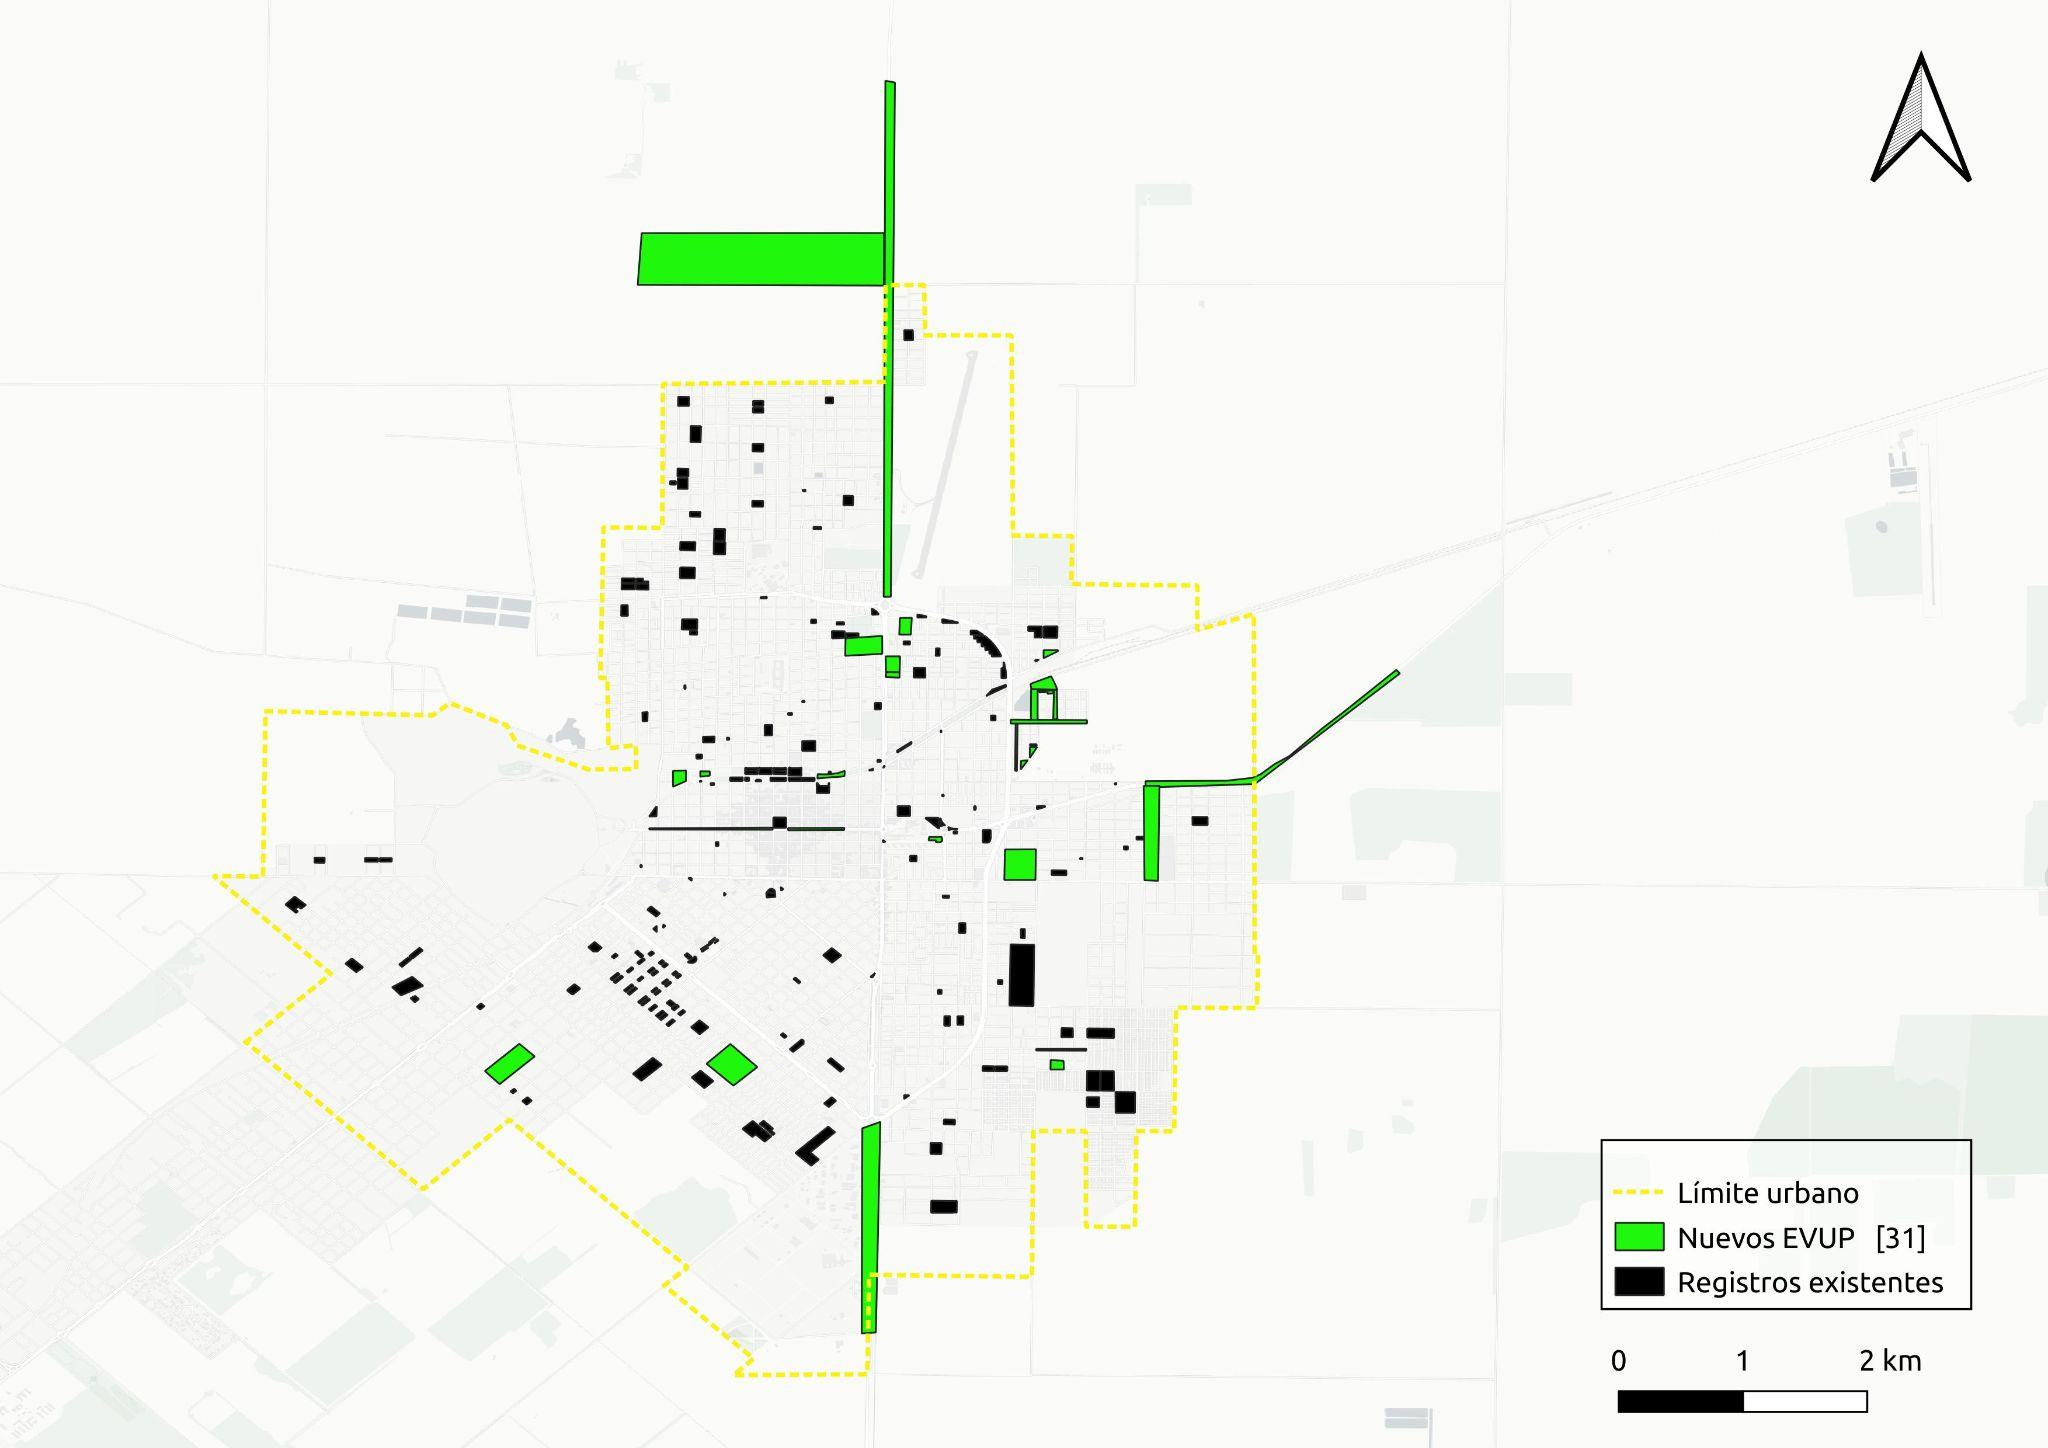 Límite urbano
Nuevos EVUP [31]
Registros existentes
0 1 2 km